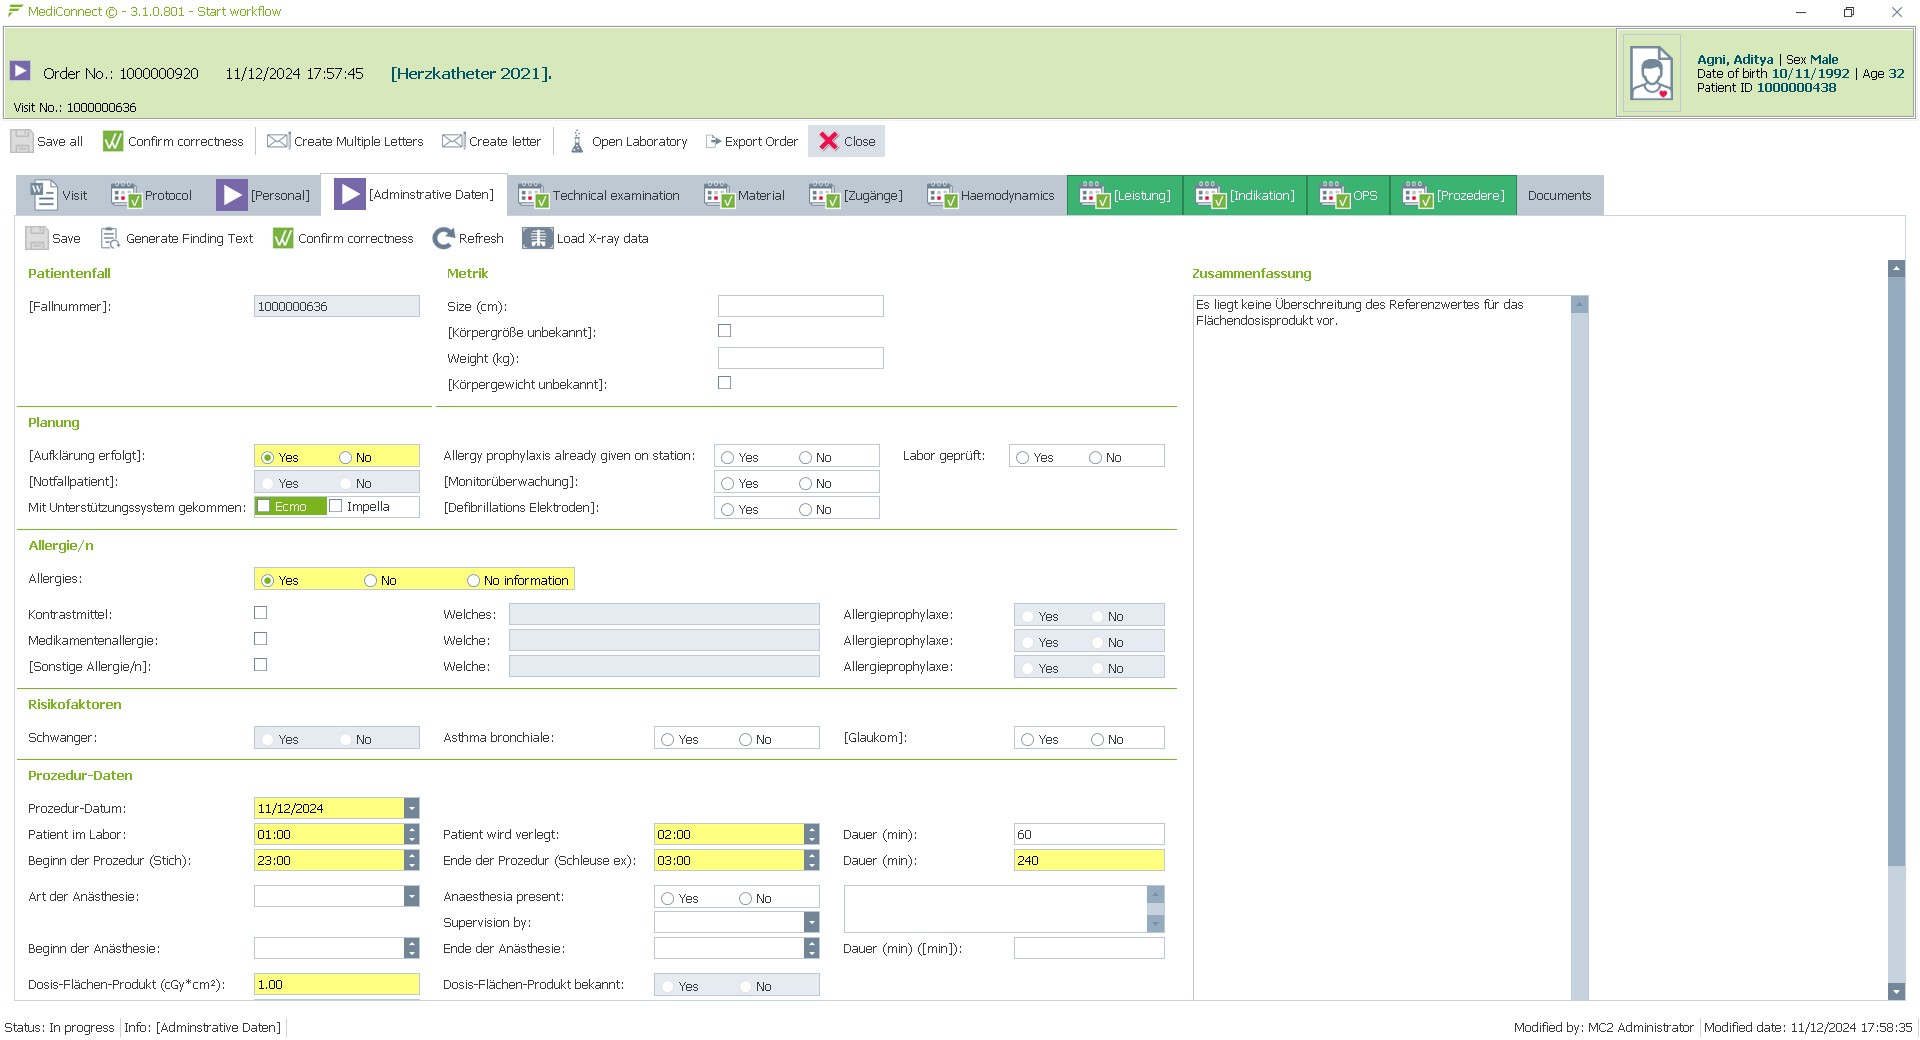 MediConnect © - 3.1.0.801 - Start workflow
Order No.: 1000000920 11/12/2024 17:57:45 [Herzkatheter 2021].
Visit No.: 1000000636
Agni, Aditya | Sex Male
Date of birth 10/11/1992 | Age 32
Patient ID 1000000438
Save all Confirm correctness Create Multiple Letters Create letter Open Laboratory Export Order Close
Visit Protocol [Personal] [Adminstrative Daten] Technical examination Material [Zugänge] Haemodynamics [Leistung] [Indikation] OPS [Prozedere] Documents
Save Generate Finding Text Confirm correctness Refresh Load X-ray data
Patientenfall Metrik Zusammenfassung
[Fallnummer]: 1000000636 Size (cm): Es liegt keine Überschreitung des Referenzwertes für das
Flächendosisprodukt vor.
[Körpergröße unbekannt]:
Weight (kg):
[Körpergewicht unbekannt]:
Planung
[Aufklärung erfolgt]: Yes No Allergy prophylaxis already given on station: Yes No Labor geprüft: Yes No
[Notfallpatient]: Yes No [Monitorüberwachung]: Yes No
Mit Unterstützungssystem gekommen: Ecmo Impella [Defibrillations Elektroden]: Yes No
Allergie/n
Allergies: Yes No No information
Kontrastmittel: Welches: Allergieprophylaxe: Yes No
Medikamentenallergie: Welche: Allergieprophylaxe: Yes No
[Sonstige Allergie/n]: Welche: Allergieprophylaxe: Yes No
Risikofaktoren
Schwanger: Yes No Asthma bronchiale: Yes No [Glaukom]: Yes No
Prozedur-Daten
Prozedur-Datum: 11/12/2024
Patient im Labor: 01:00 Patient wird verlegt: 02:00 Dauer (min): 60
Beginn der Prozedur (Stich): 23:00 Ende der Prozedur (Schleuse ex): 03:00 Dauer (min): 240
Art der Anästhesie: Anaesthesia present: Yes No
Supervision by:
Beginn der Anästhesie: Ende der Anästhesie: Dauer (min) ([min]):
Dosis-Flächen-Produkt (cGy*cm²): 1.00 Dosis-Flächen-Produkt bekannt: Yes No
Status: In progress Info: [Adminstrative Daten] Modified by: MC2 Administrator Modified date: 11/12/2024 17:58:35